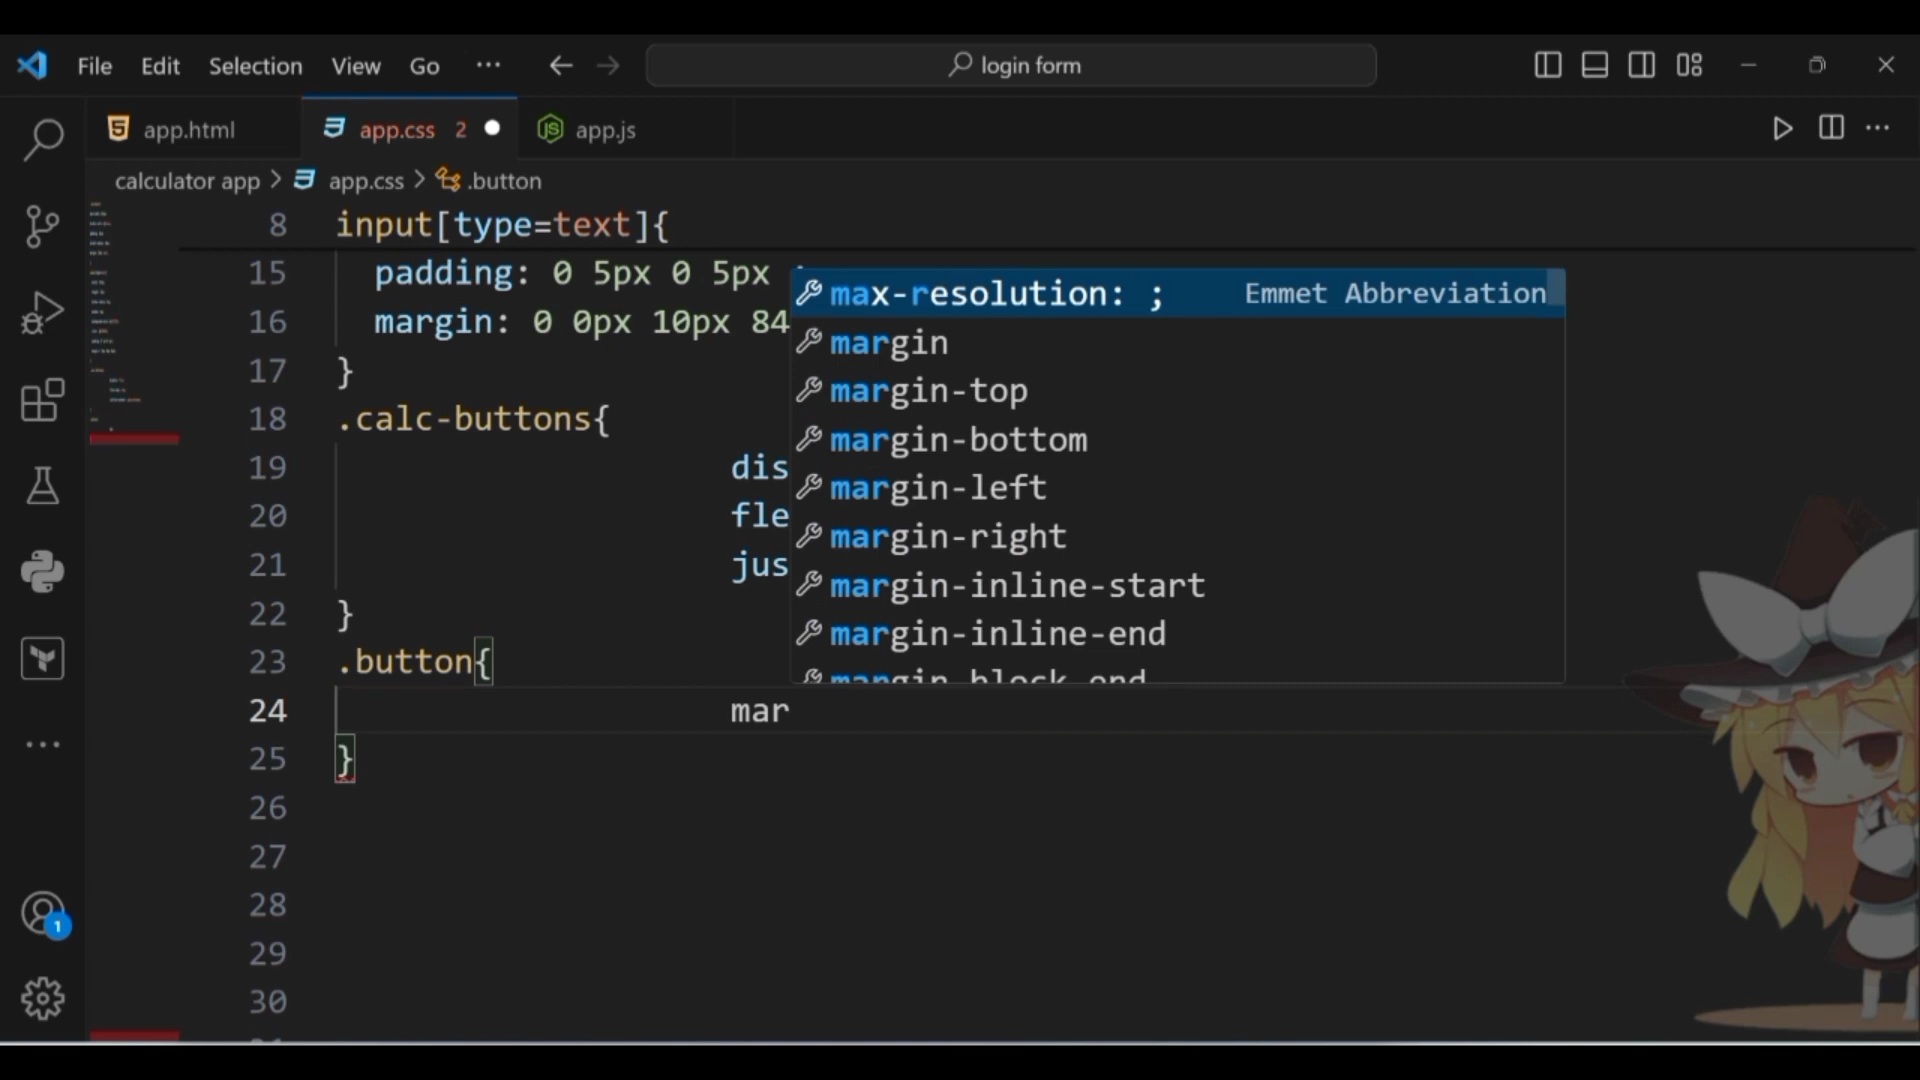 File Edit Selection View Go ··· login form
app.html app.css 2 app.js
calculator app > app.css > .button
8 input[type=text]{
15 padding: 0 5px 0 5px
16 margin: 0 0px 10px 84
17 }
18 .calc-buttons{
19 dis
20 fle
21 jus
22 }
23 .button{
24 mar
25 }
26
27
28
29
30
max-resolution: ; Emmet Abbreviation
margin
margin-top
margin-bottom
margin-left
margin-right
margin-inline-start
margin-inline-end
margin-block-end
1